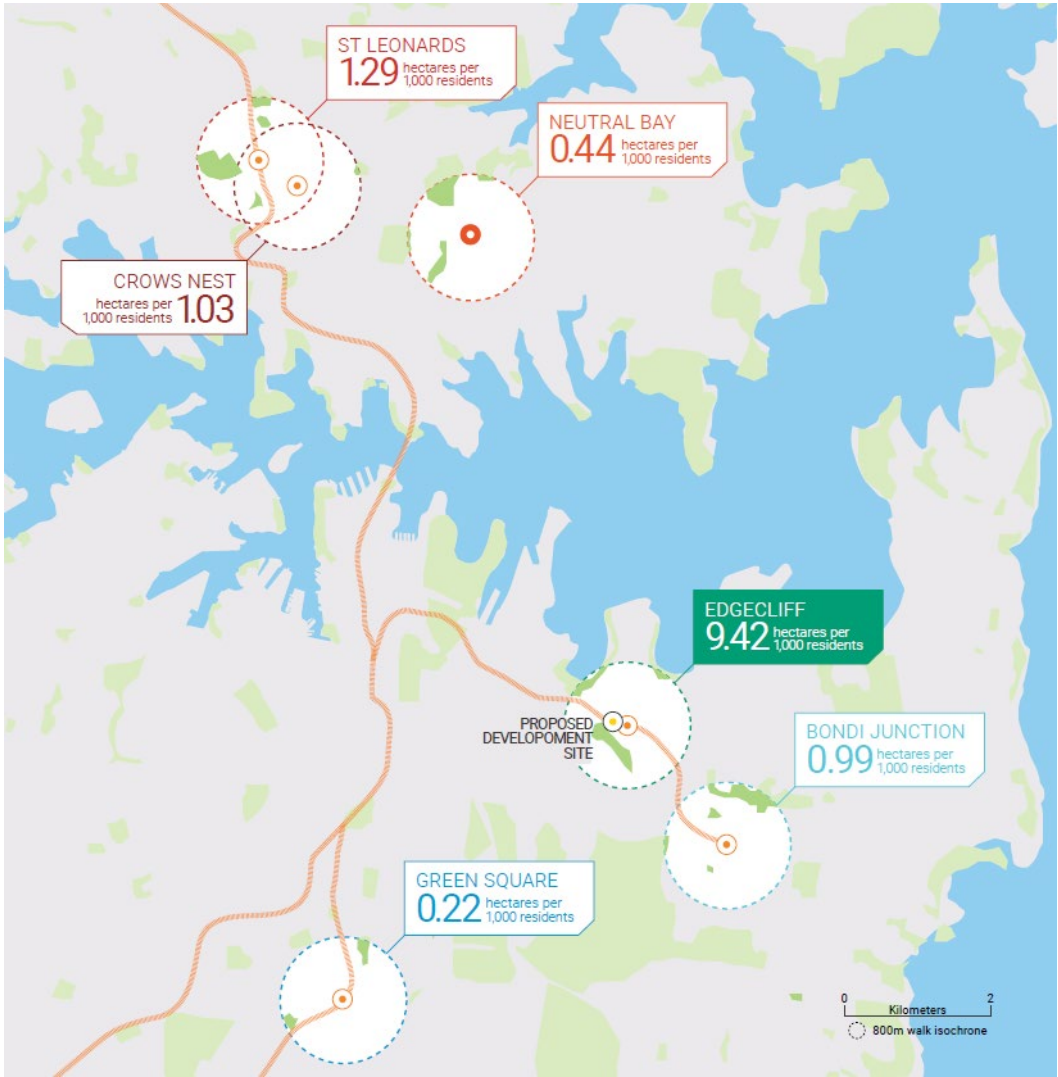 ST LEONARDS
1.29 hectares per
1,000 residents
NEUTRAL BAY
0.44 hectares per
1,000 residents
CROWS NEST
hectares per
1,000 residents 1.03
EDGECLIFF
9.42 hectares per
1,000 residents
PROPOSED
DEVELOPOMENT
SITE
BONDI JUNCTION
0.99 hectares per
1,000 residents
GREEN SQUARE
0.22 hectares per
1,000 residents
0 2
Kilometers
800m walk isochrone